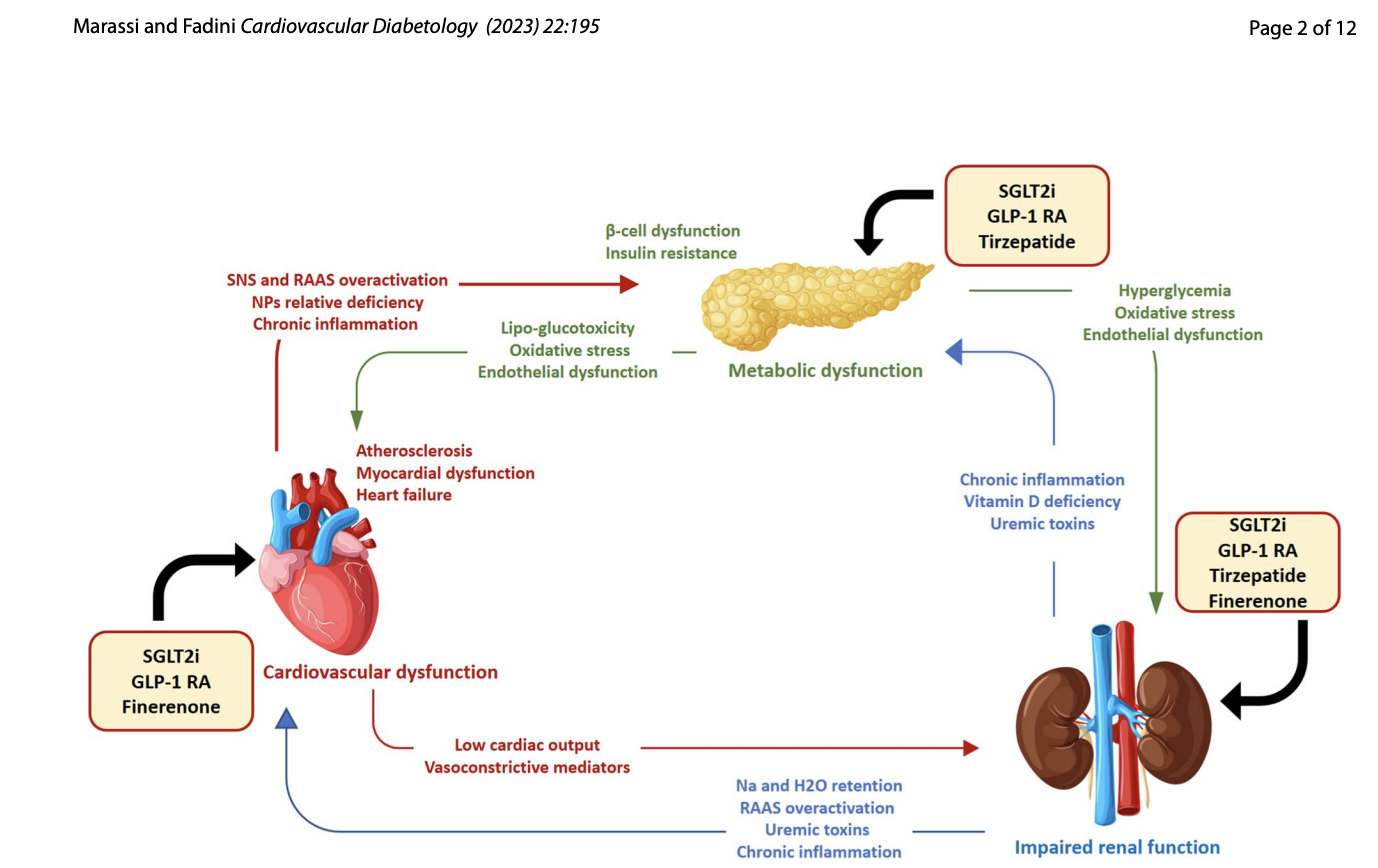 Marassi and Fadini Cardiovascular Diabetology (2023) 22:195
Page 2 of 12
SGLT2i
GLP-1 RA
Tirzepatide
β-cell dysfunction
Insulin resistance
SNS and RAAS overactivation
NPs relative deficiency
Chronic inflammation
Hyperglycemia
Oxidative stress
Endothelial dysfunction
Lipo-glucotoxicity
Oxidative stress
Endothelial dysfunction
Metabolic dysfunction
Atherosclerosis
Myocardial dysfunction
Heart failure
Chronic inflammation
Vitamin D deficiency
Uremic toxins
SGLT2i
GLP-1 RA
Tirzepatide
Finerenone
SGLT2i
GLP-1 RA
Finerenone
Cardiovascular dysfunction
Low cardiac output
Vasoconstrictive mediators
Na and H2O retention
RAAS overactivation
Uremic toxins
Chronic inflammation
Impaired renal function